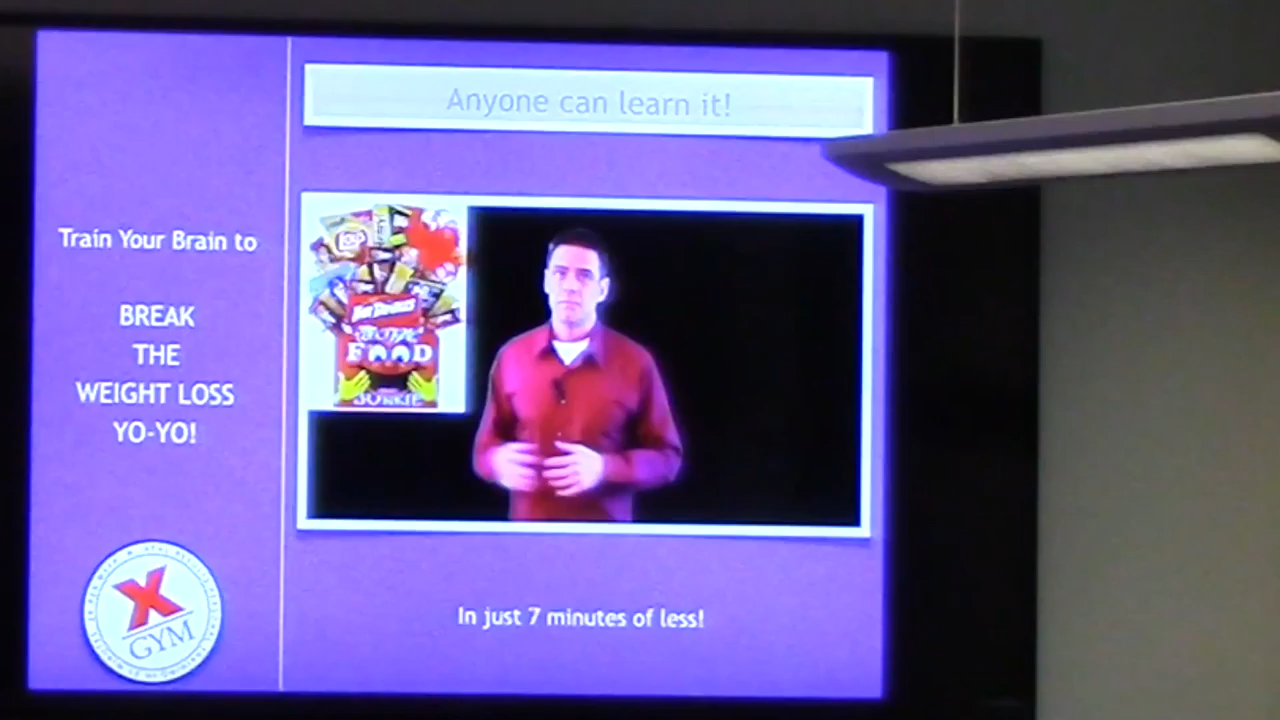 Anyone can learn it!
Train Your Brain to
BREAK
THE
WEIGHT LOSS
YO-YO!
FOOD
JUNKIE
X
GYM
In just 7 minutes of less!